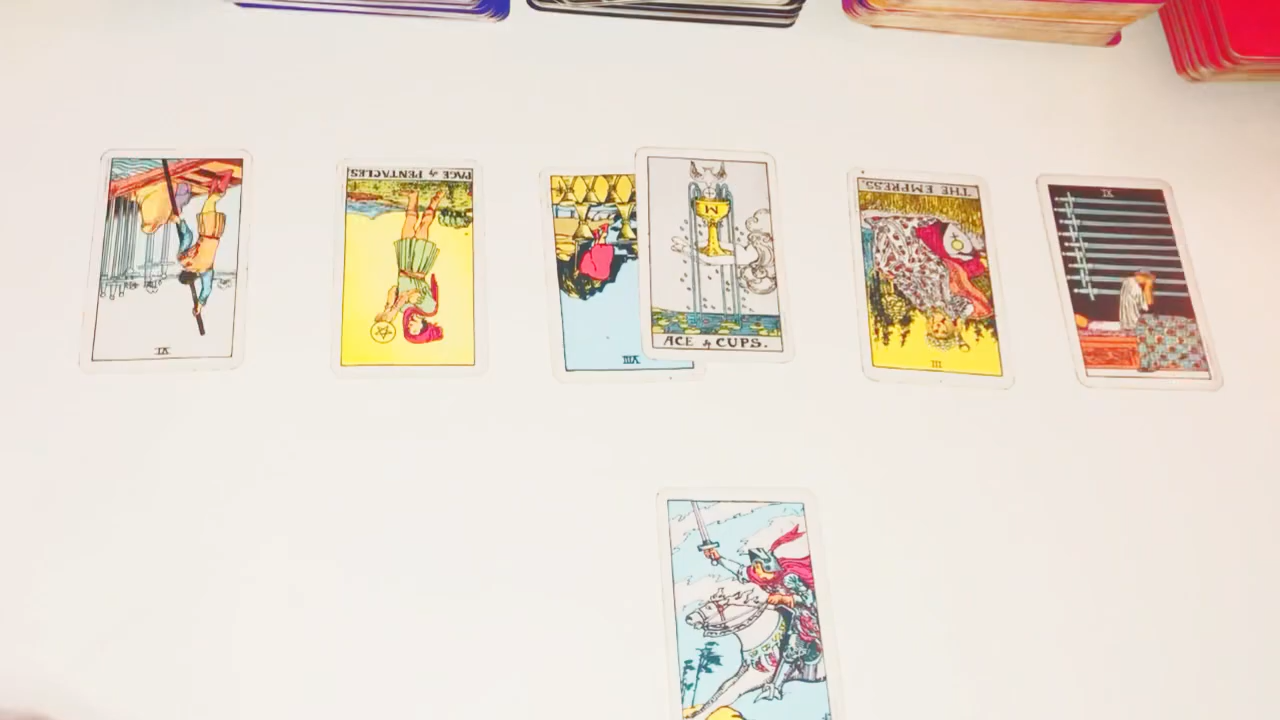 VI
PAGE of PENTACLES
VIII
ACE of CUPS.
THE EMPRESS.
III
IX